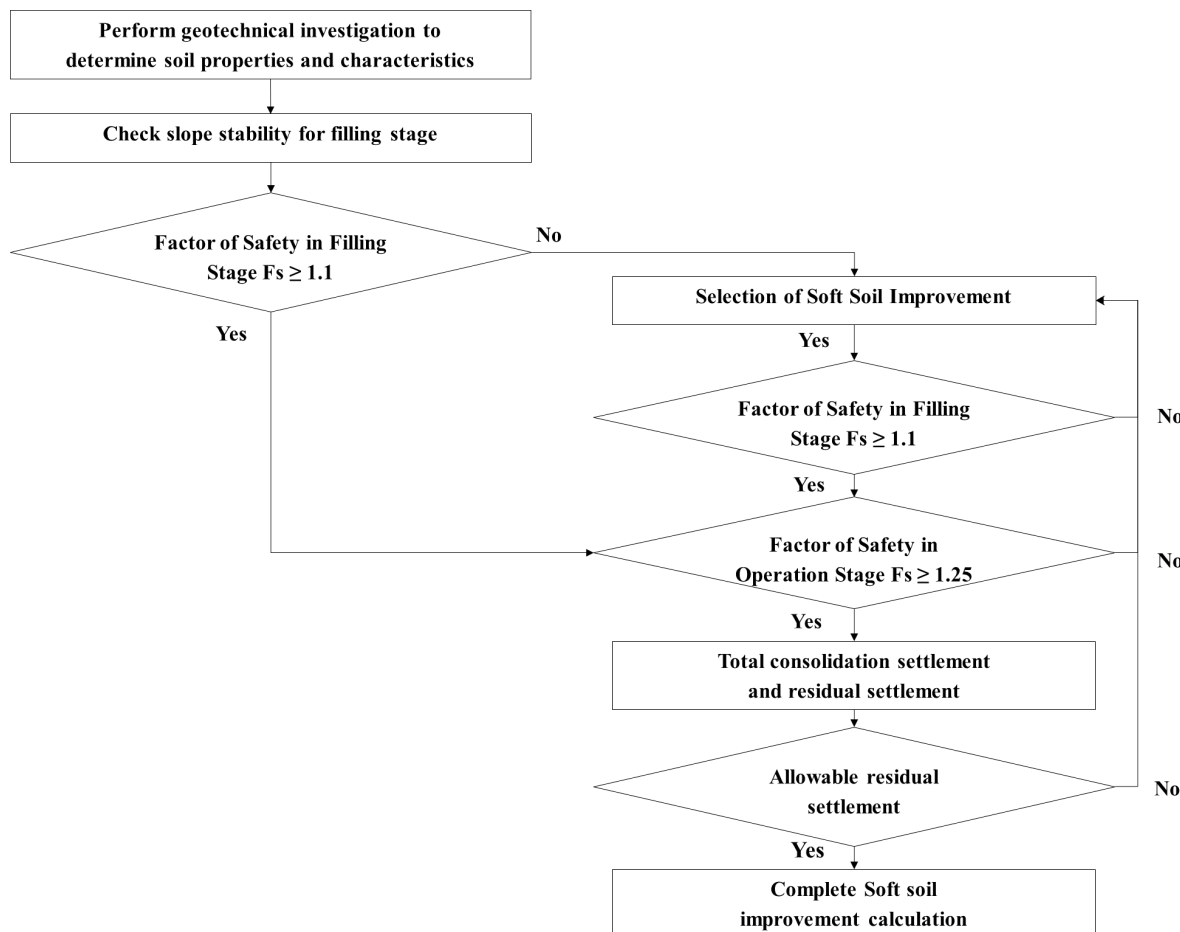 Perform geotechnical investigation to
determine soil properties and characteristics
Check slope stability for filling stage
Factor of Safety in Filling
Stage Fs ≥ 1.1
No
Yes
Selection of Soft Soil Improvement
Yes
Factor of Safety in Filling
Stage Fs ≥ 1.1
No
Yes
Factor of Safety in
Operation Stage Fs ≥ 1.25
No
Yes
Total consolidation settlement
and residual settlement
Allowable residual
settlement
No
Yes
Complete Soft soil
improvement calculation